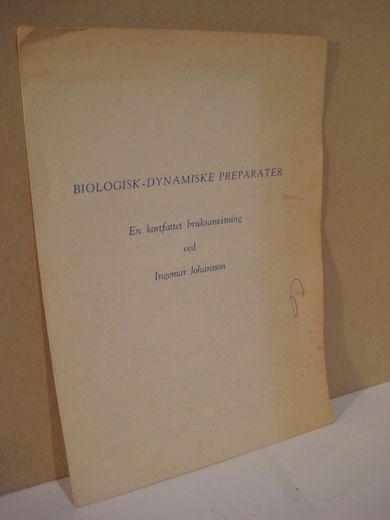 BIOLOGISK-DYNAMISKE PREPARATER
En kortfattet bruksanvisning
ved
Ingemar Johansson